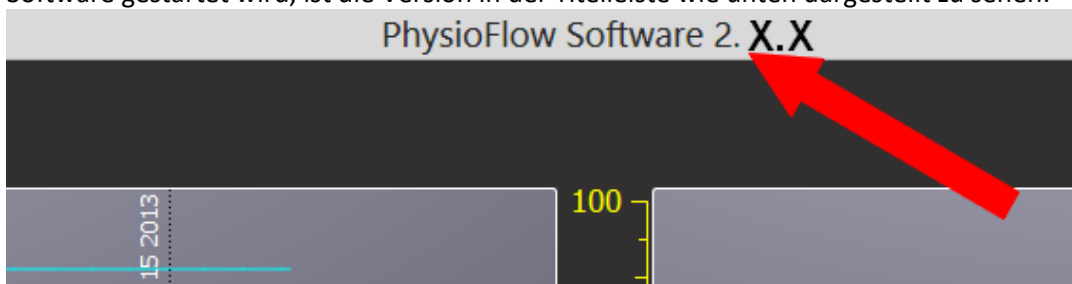 Software gestartet wird, ist die Version in der Titelleiste wie unten dargestellt zu sehen.
PhysioFlow Software 2. X.X
100
15 2013